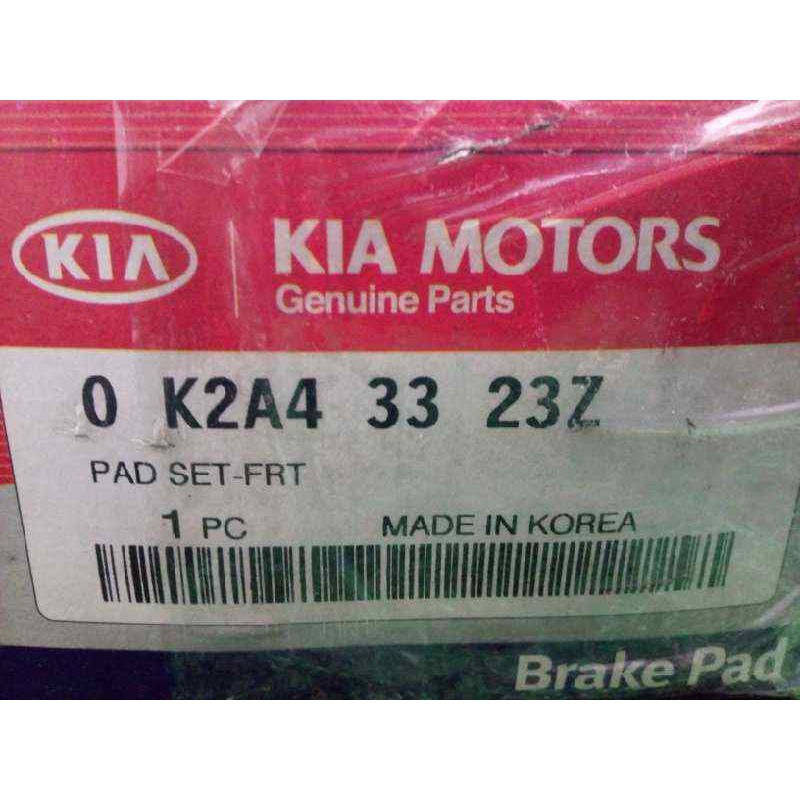 KIA
KIA MOTORS
Genuine Parts
0 K2A4 33 23Z
PAD SET-FRT
1 PC MADE IN KOREA
Brake Pad